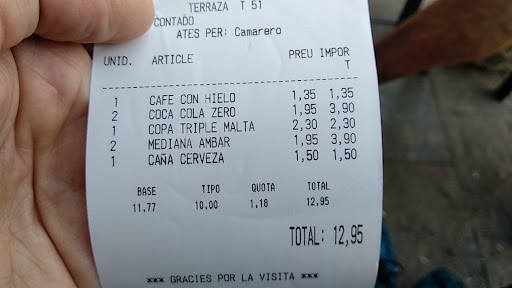 TERRAZA T 51
CONTADO
ATES PER: Camarero
UNID. ARTICLE PREU IMPOR
T
1 CAFE CON HIELO 1,35 1,35
2 COCA COLA ZERO 1,95 3,90
1 COPA TRIPLE MALTA 2,30 2,30
2 MEDIANA AMBAR 1,95 3,90
1 CAÑA CERVEZA 1,50 1,50
BASE TIPO QUOTA TOTAL
11,77 10,00 1,18 12,95
TOTAL: 12,95
*** GRACIES POR LA VISITA ***